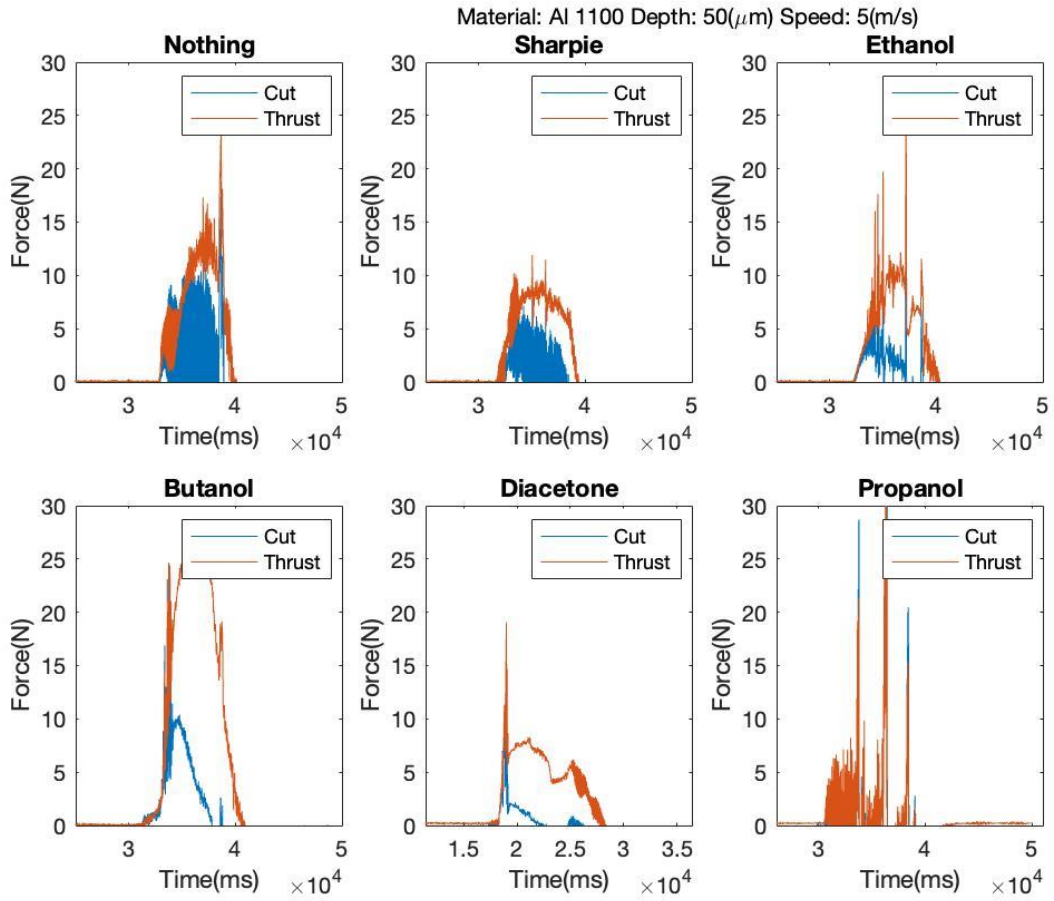 Material: Al 1100 Depth: 50(μm) Speed: 5(m/s)
Nothing
30
25
20
15
10
5
0
Force(N)
Cut
Thrust
3 4 5
Time(ms)
×10^4
Sharpie
30
25
20
15
10
5
0
Force(N)
Cut
Thrust
3 4 5
Time(ms)
×10^4
Ethanol
30
25
20
15
10
5
0
Force(N)
Cut
Thrust
3 4 5
Time(ms)
×10^4
Butanol
30
25
20
15
10
5
0
Force(N)
Cut
Thrust
3 4 5
Time(ms)
×10^4
Diacetone
30
25
20
15
10
5
0
Force(N)
Cut
Thrust
1.5 2 2.5 3 3.5
Time(ms)
×10^4
Propanol
30
25
20
15
10
5
0
Force(N)
Cut
Thrust
3 4 5
Time(ms)
×10^4